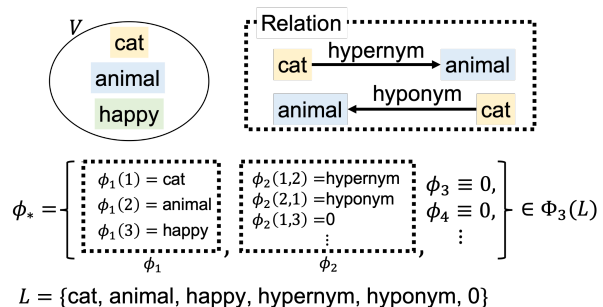 V
cat
animal
happy
Relation
cat hypernym animal
animal hyponym cat
ϕ₁(1) = cat
ϕ₁(2) = animal
ϕ₁(3) = happy
ϕ₁
ϕ₂(1,2) =hypernym
ϕ₂(2,1) =hyponym
ϕ₂(1,3) =0
⋮
ϕ₂
ϕ₃ ≡ 0,
ϕ₄ ≡ 0,
⋮
ϕ∗ = { , , } ∈ Φ₃(L)
L = {cat, animal, happy, hypernym, hyponym, 0}